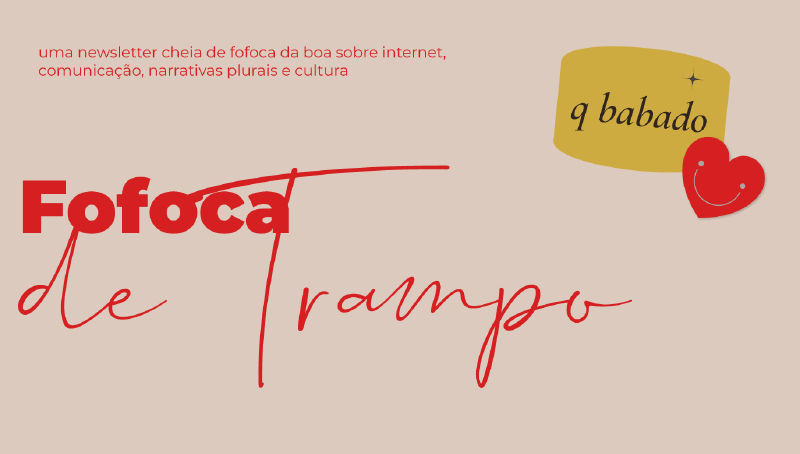 uma newsletter cheia de fofoca da boa sobre internet,
comunicação, narrativas plurais e cultura
q babado
Fofoca
de Trampo